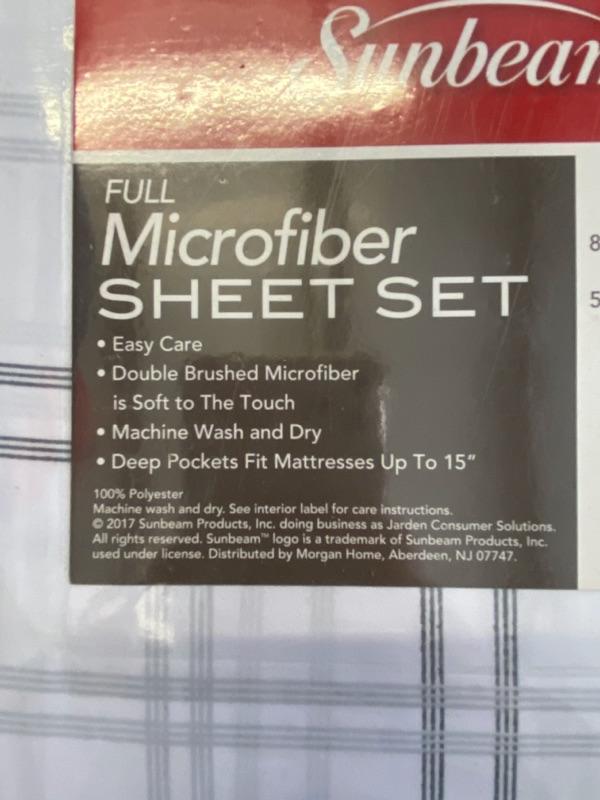 Sunbeam
FULL
Microfiber
SHEET SET
• Easy Care
• Double Brushed Microfiber
is Soft to The Touch
• Machine Wash and Dry
• Deep Pockets Fit Mattresses Up To 15”
100% Polyester
Machine wash and dry. See interior label for care instructions.
© 2017 Sunbeam Products, Inc. doing business as Jarden Consumer Solutions.
All rights reserved. Sunbeam™ logo is a trademark of Sunbeam Products, Inc.
used under license. Distributed by Morgan Home, Aberdeen, NJ 07747.
8
5